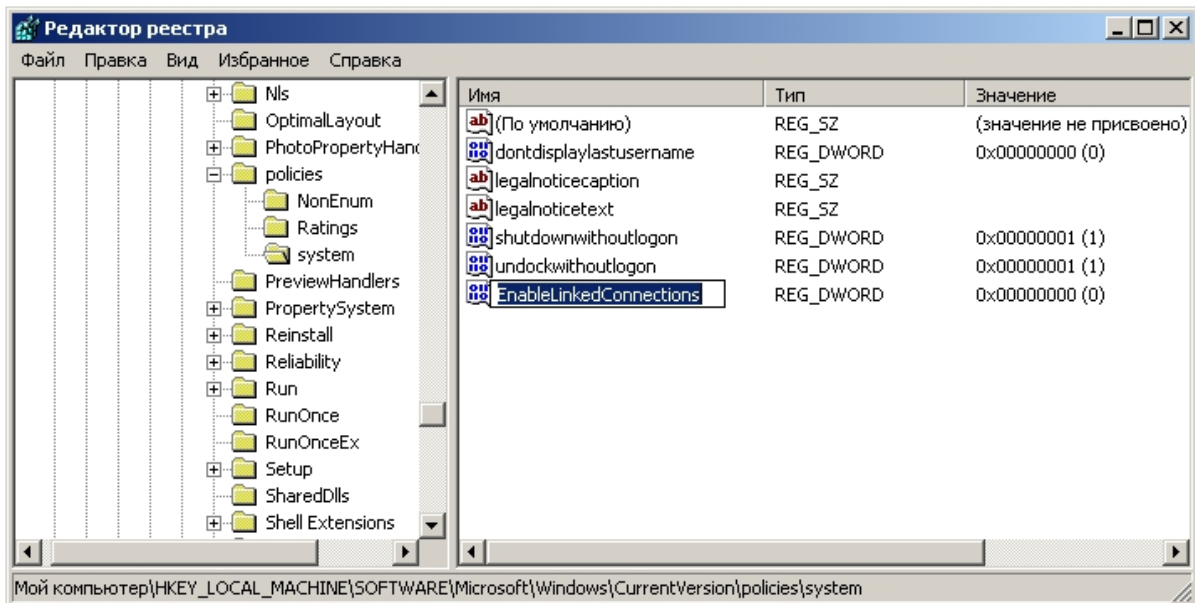 Редактор реестра
Файл Правка Вид Избранное Справка
Nls
OptimalLayout
PhotoPropertyHand
policies
NonEnum
Ratings
system
PreviewHandlers
PropertySystem
Reinstall
Reliability
Run
RunOnce
RunOnceEx
Setup
SharedDlls
Shell Extensions
Имя Тип Значение
(По умолчанию) REG_SZ (значение не присвоено)
dontdisplaylastusername REG_DWORD 0x00000000 (0)
legalnoticecaption REG_SZ
legalnoticetext REG_SZ
shutdownwithoutlogon REG_DWORD 0x00000001 (1)
undockwithoutlogon REG_DWORD 0x00000001 (1)
EnableLinkedConnections REG_DWORD 0x00000000 (0)
Мой компьютер\HKEY_LOCAL_MACHINE\SOFTWARE\Microsoft\Windows\CurrentVersion\policies\system